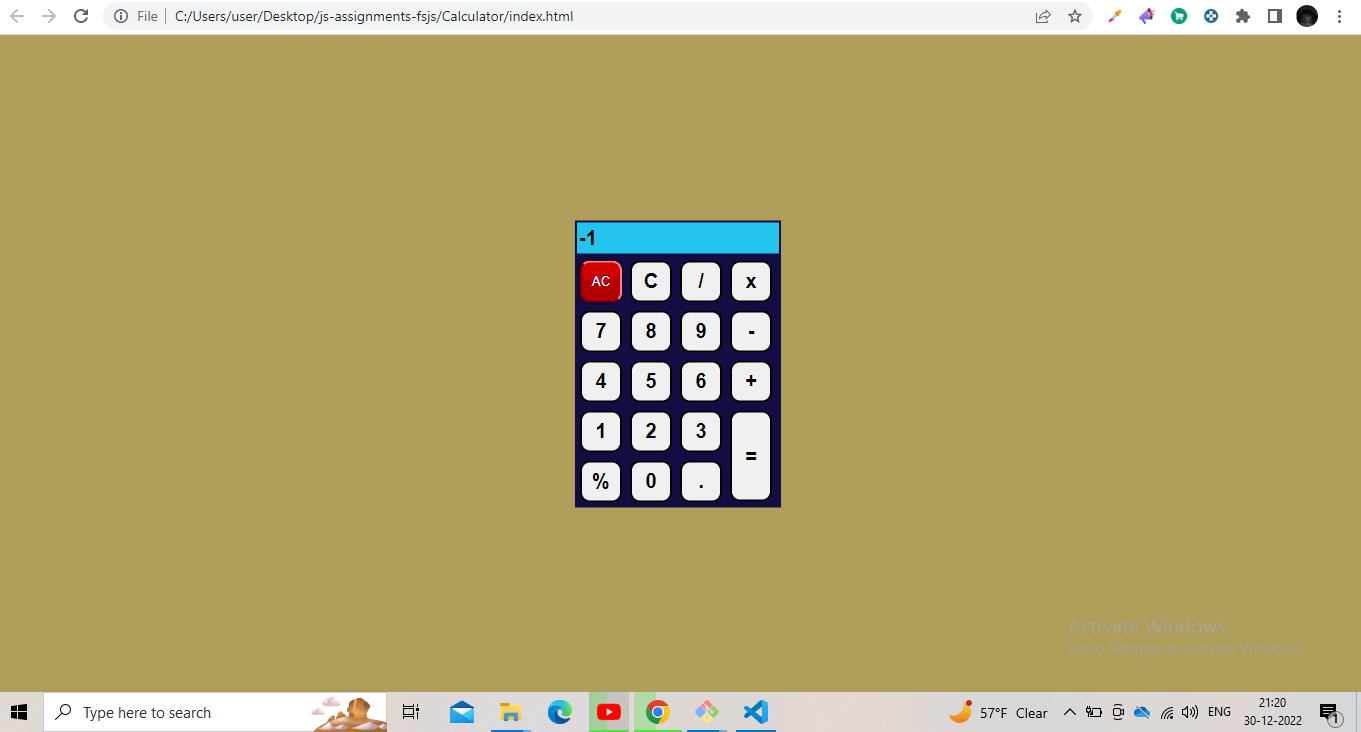 File C:/Users/user/Desktop/js-assignments-fsjs/Calculator/index.html
-1
AC C / x
7 8 9 -
4 5 6 +
1 2 3
=
% 0 .
Activate Windows
Go to Settings to activate Windows.
Type here to search
57°F Clear
ENG
21:20
30-12-2022
1